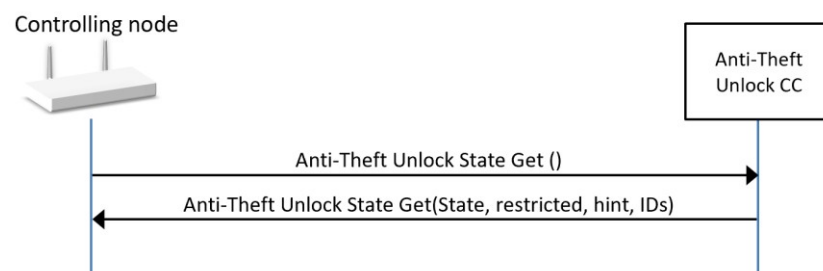 Controlling node
Anti-Theft
Unlock CC
Anti-Theft Unlock State Get ()
Anti-Theft Unlock State Get(State, restricted, hint, IDs)